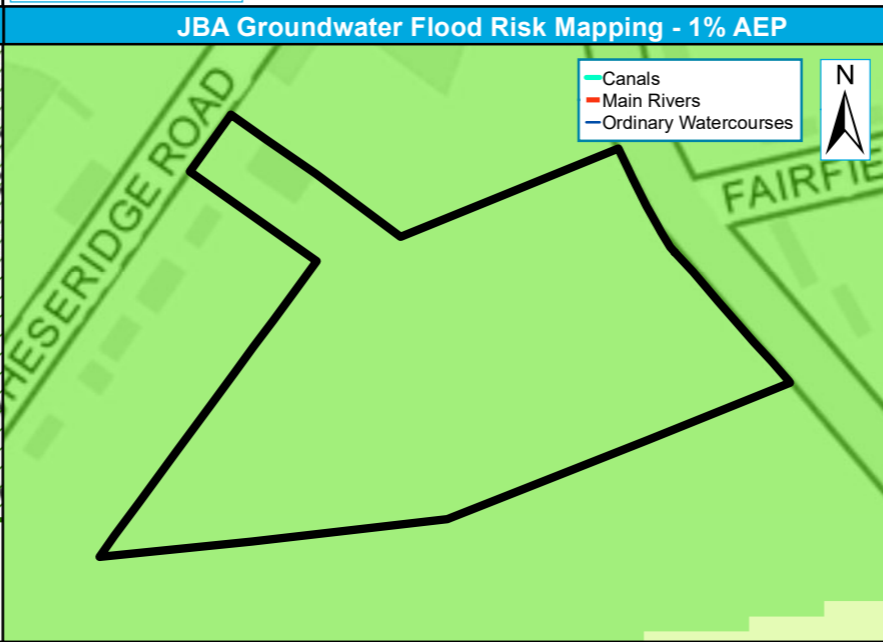 JBA Groundwater Flood Risk Mapping - 1% AEP
Canals
Main Rivers
Ordinary Watercourses
N
HESERIDGE ROAD
FAIRFIE